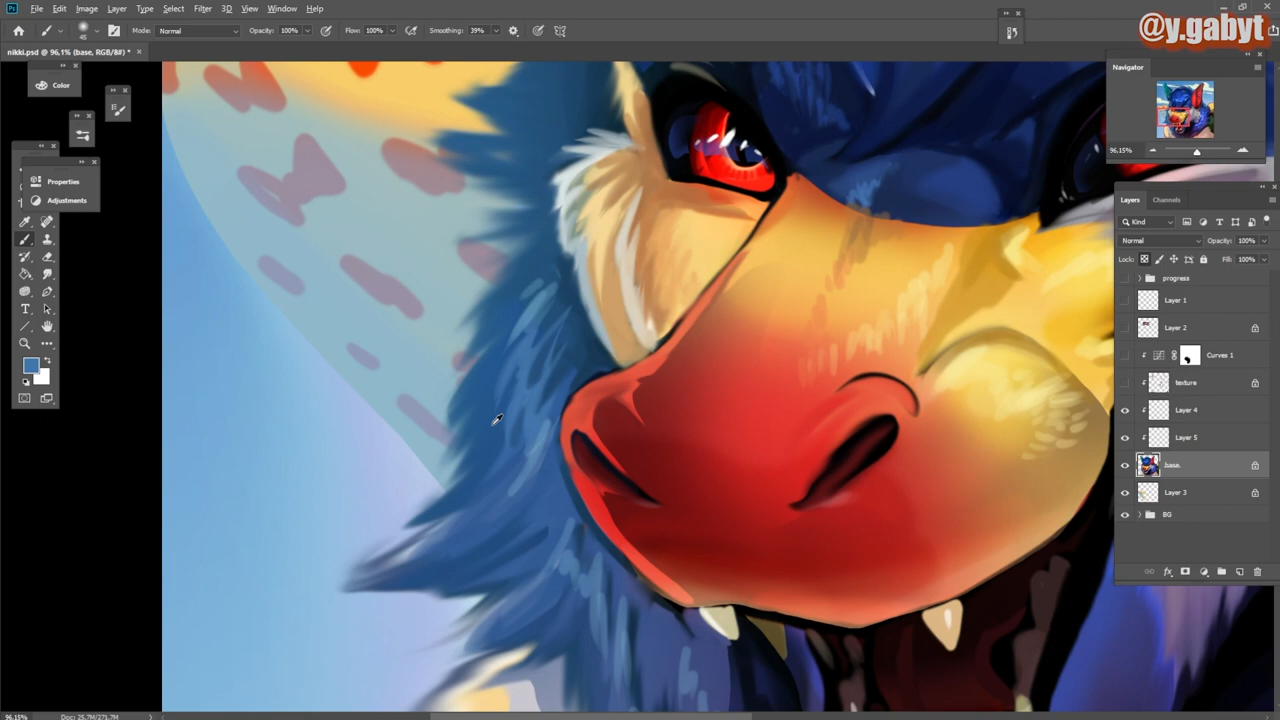 Ps File Edit Image Layer Type Select Filter 3D View Window Help
45 Mode: Normal Opacity: 100% Flow: 100% Smoothing: 39%
@y.gabyt
nikki.psd @ 96,1% (base, RGB/8#) * ×
Color
Properties
Adjustments
Navigator
96,15%
Layers Channels
Kind
Normal Opacity: 100%
Lock: Fill: 100%
progress
Layer 1
Layer 2
Curves 1
texture
Layer 4
Layer 5
base
Layer 3
BG
fx
96,15% Doc: 25,7M/271,7M